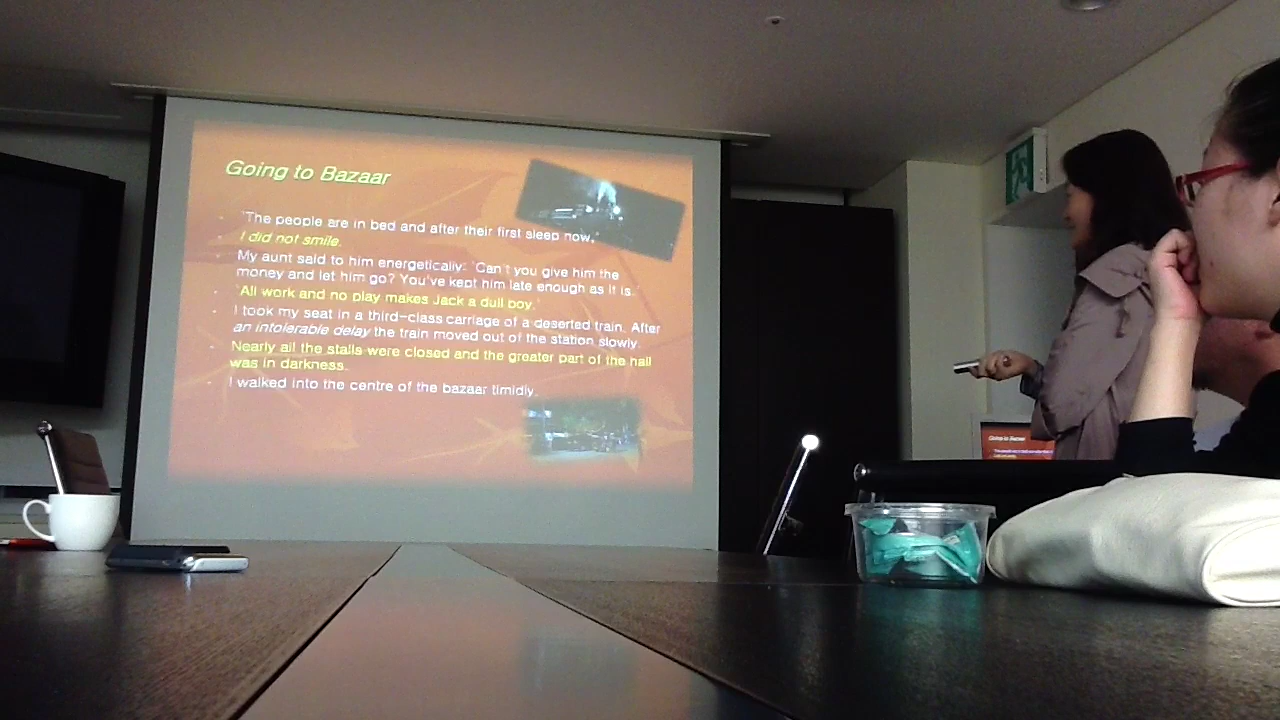 Going to Bazaar
'The people are in bed and after their first sleep now,
I did not smile.
My aunt said to him energetically: 'Can't you give him the
money and let him go? You've kept him late enough as it is.
'All work and no play makes Jack a dull boy.'
I took my seat in a third-class carriage of a deserted train. After
an intolerable delay the train moved out of the station slowly.
Nearly all the stalls were closed and the greater part of the hall
was in darkness.
I walked into the centre of the bazaar timidly.
Going to Bazaar